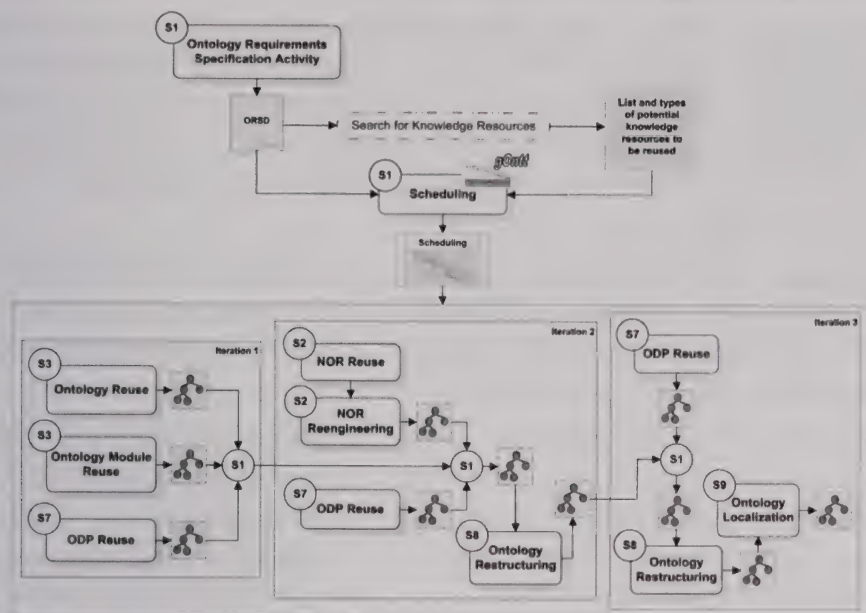 S1
Ontology Requirements
Specification Activity
ORSD
Search for Knowledge Resources
List and types
of potential
knowledge
resources to
be reused
gOntt
S1
Scheduling
Scheduling
Iteration 1
S3
Ontology Reuse
S3
Ontology Module
Reuse
S1
S7
ODP Reuse
Iteration 2
S2
NOR Reuse
S2
NOR
Reengineering
S1
S7
ODP Reuse
S8
Ontology
Restructuring
Iteration 3
S7
ODP Reuse
S1
S9
Ontology
Localization
S8
Ontology
Restructuring